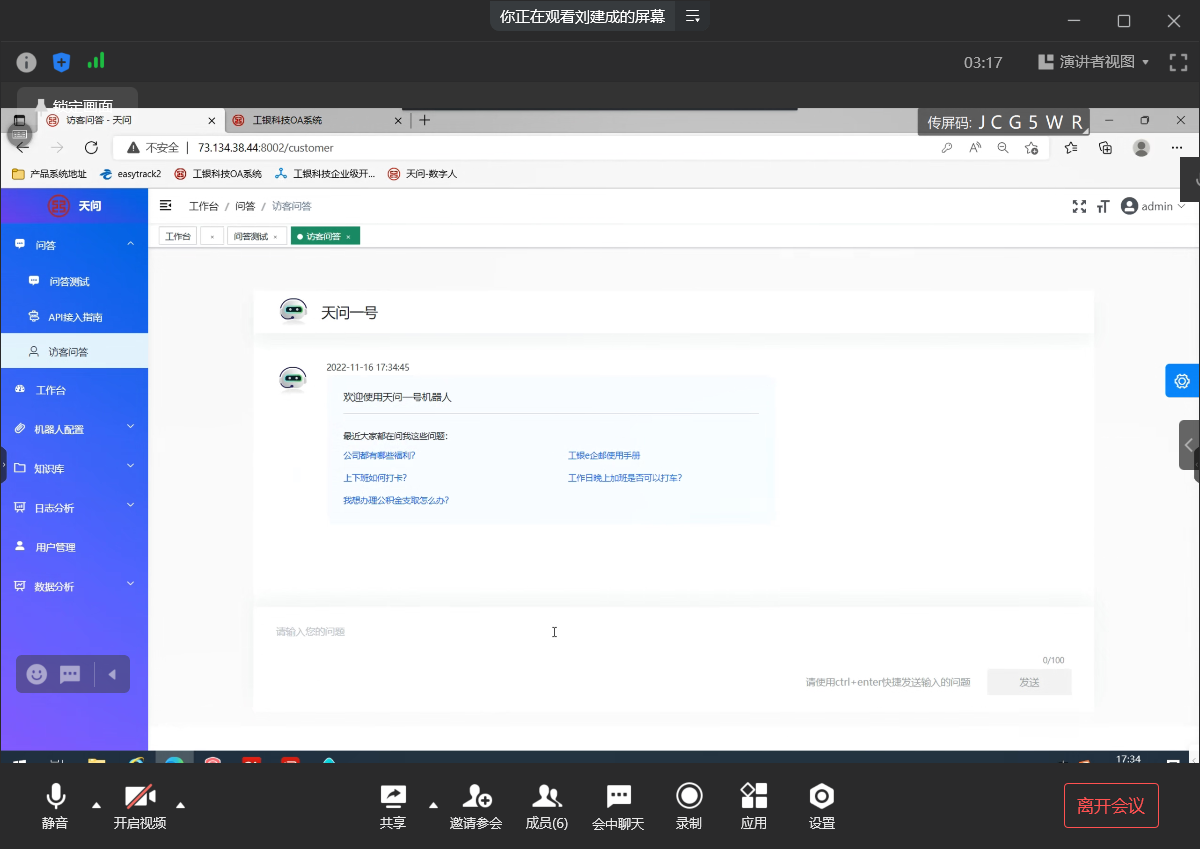 你正在观看刘建成的屏幕
03:17
演讲者视图
锁定画面
访客问答 - 天问
工银科技OA系统
传屏码: J C G 5 W R
不安全
73.134.38.44:8002/customer
产品系统地址
easytrack2
工银科技OA系统
工银科技企业级开...
天问-数字人
天问
工作台 / 问答 / 访客问答
admin
问答
工作台
问答测试
访客问答
问答测试
API接入指南
访客问答
工作台
机器人配置
知识库
日志分析
用户管理
数据分析
天问一号
2022-11-16 17:34:45
欢迎使用天问一号机器人
最近大家都在问我这些问题:
公司都有哪些福利?
工银e企邮使用手册
上下班如何打卡?
工作日晚上加班是否可以打车?
我想办理公积金支取怎么办?
请输入您的问题
0/100
请使用ctrl+enter快捷发送输入的问题
发送
17:34
静音
开启视频
共享
邀请参会
成员(6)
会中聊天
录制
应用
设置
离开会议